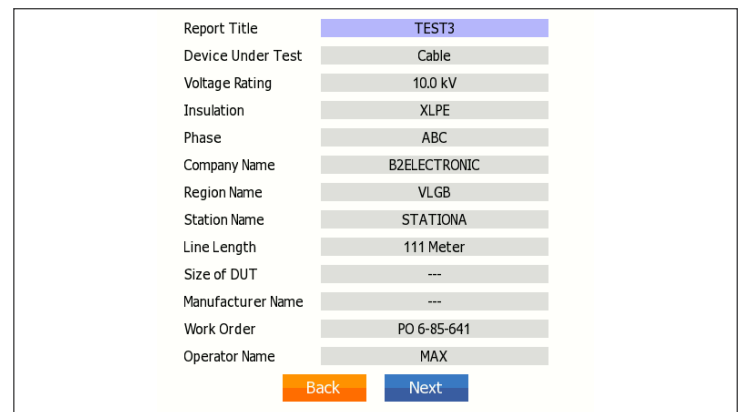 Report Title TEST3
Device Under Test Cable
Voltage Rating 10.0 kV
Insulation XLPE
Phase ABC
Company Name B2ELECTRONIC
Region Name VLGB
Station Name STATIONA
Line Length 111 Meter
Size of DUT ---
Manufacturer Name ---
Work Order PO 6-85-641
Operator Name MAX
Back Next